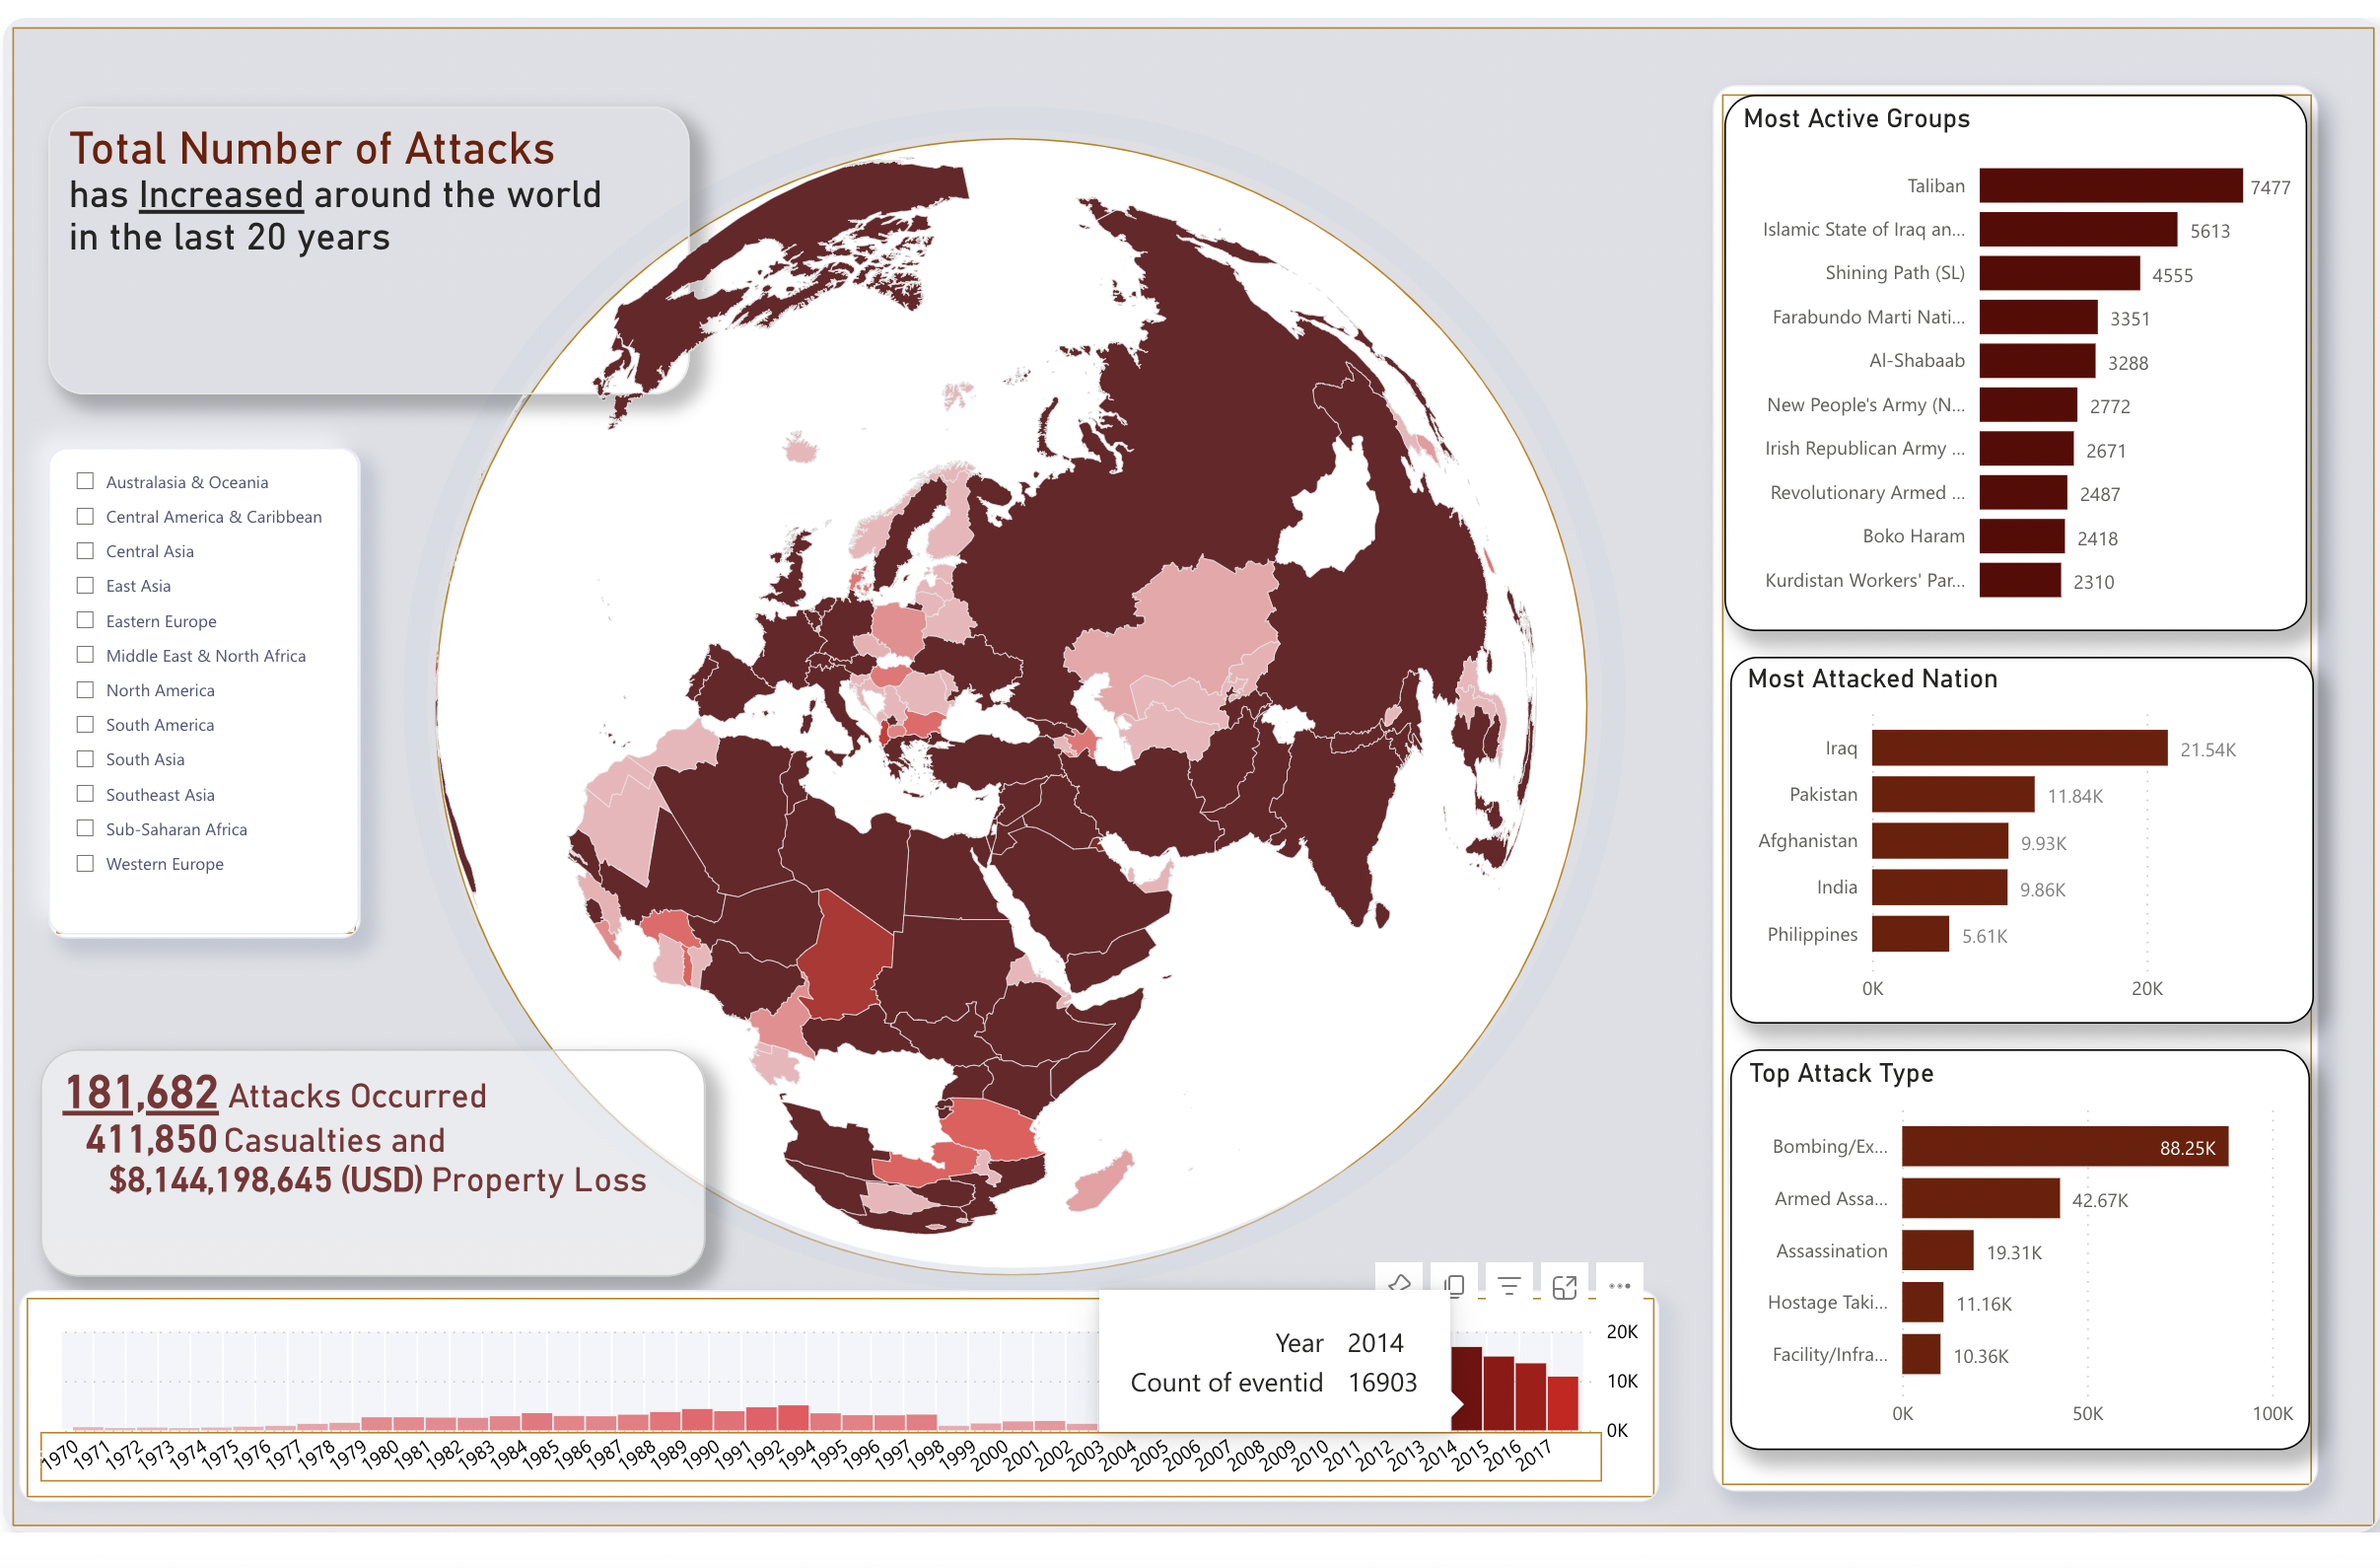 Total Number of Attacks
has Increased around the world
in the last 20 years
Australasia & Oceania
Central America & Caribbean
Central Asia
East Asia
Eastern Europe
Middle East & North Africa
North America
South America
South Asia
Southeast Asia
Sub-Saharan Africa
Western Europe
181,682 Attacks Occurred
411,850 Casualties and
$8,144,198,645 (USD) Property Loss
Year 2014
Count of eventid 16903
20K
10K
0K
1970 1971 1972 1973 1974 1975 1976 1977 1978 1979 1980 1981 1982 1983 1984 1985 1986 1987 1988 1989 1990 1991 1992 1994 1995 1996 1997 1998 1999 2000 2001 2002 2003 2004 2005 2006 2007 2008 2009 2010 2011 2012 2013 2014 2015 2016 2017
Most Active Groups
Taliban 7477
Islamic State of Iraq an... 5613
Shining Path (SL) 4555
Farabundo Marti Nati... 3351
Al-Shabaab 3288
New People's Army (N... 2772
Irish Republican Army ... 2671
Revolutionary Armed ... 2487
Boko Haram 2418
Kurdistan Workers' Par... 2310
Most Attacked Nation
Iraq 21.54K
Pakistan 11.84K
Afghanistan 9.93K
India 9.86K
Philippines 5.61K
0K 20K
Top Attack Type
Bombing/Ex... 88.25K
Armed Assa... 42.67K
Assassination 19.31K
Hostage Taki... 11.16K
Facility/Infra... 10.36K
0K 50K 100K